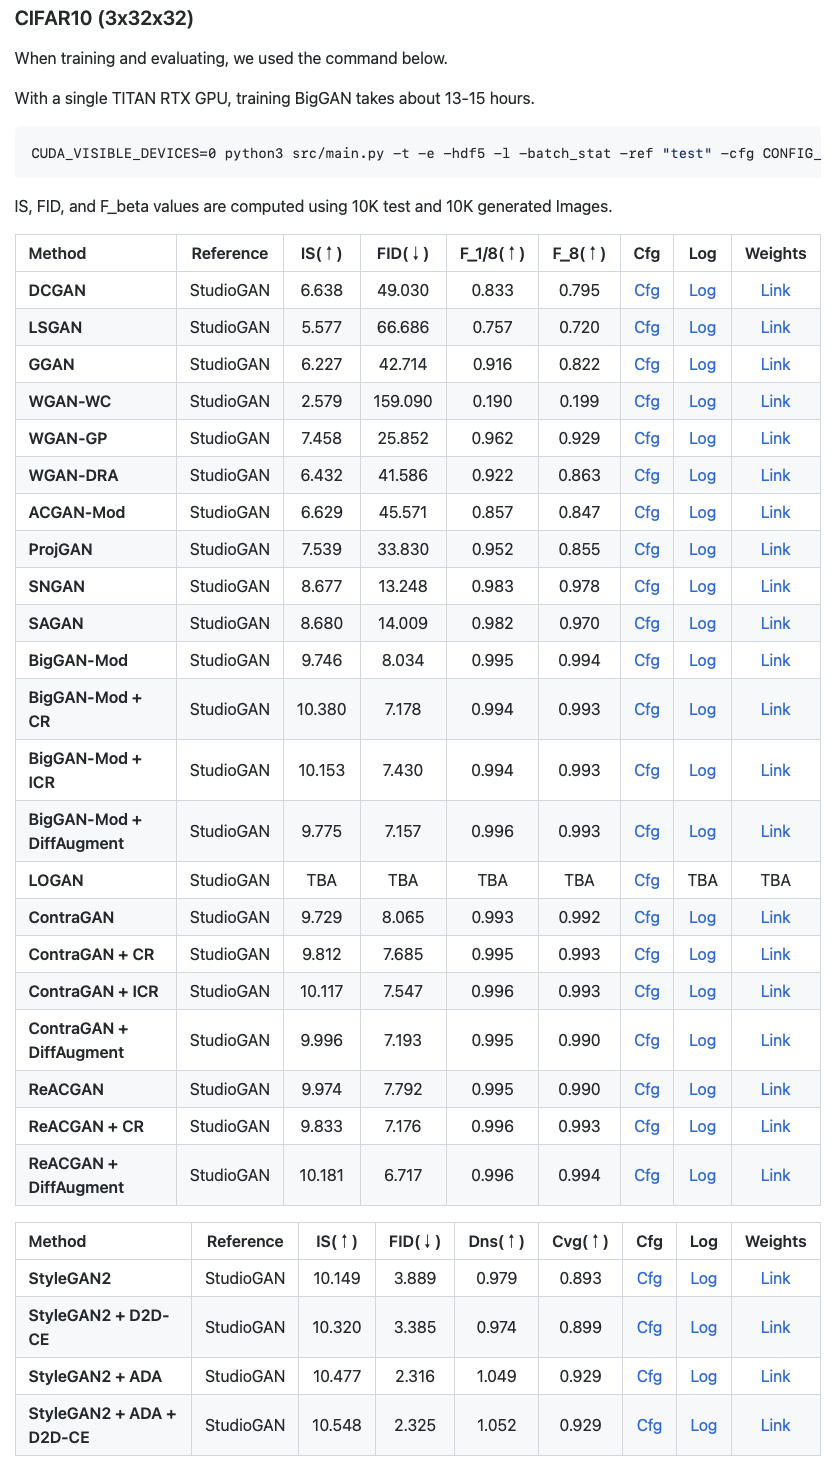 CIFAR10 (3x32x32)
When training and evaluating, we used the command below.
With a single TITAN RTX GPU, training BigGAN takes about 13-15 hours.
CUDA_VISIBLE_DEVICES=0 python3 src/main.py -t -e -hdf5 -l -batch_stat -ref "test" -cfg CONFIG_
IS, FID, and F_beta values are computed using 10K test and 10K generated Images.
Method Reference IS(↑) FID(↓) F_1/8(↑) F_8(↑) Cfg Log Weights
DCGAN StudioGAN 6.638 49.030 0.833 0.795 Cfg Log Link
LSGAN StudioGAN 5.577 66.686 0.757 0.720 Cfg Log Link
GGAN StudioGAN 6.227 42.714 0.916 0.822 Cfg Log Link
WGAN-WC StudioGAN 2.579 159.090 0.190 0.199 Cfg Log Link
WGAN-GP StudioGAN 7.458 25.852 0.962 0.929 Cfg Log Link
WGAN-DRA StudioGAN 6.432 41.586 0.922 0.863 Cfg Log Link
ACGAN-Mod StudioGAN 6.629 45.571 0.857 0.847 Cfg Log Link
ProjGAN StudioGAN 7.539 33.830 0.952 0.855 Cfg Log Link
SNGAN StudioGAN 8.677 13.248 0.983 0.978 Cfg Log Link
SAGAN StudioGAN 8.680 14.009 0.982 0.970 Cfg Log Link
BigGAN-Mod StudioGAN 9.746 8.034 0.995 0.994 Cfg Log Link
BigGAN-Mod +
CR StudioGAN 10.380 7.178 0.994 0.993 Cfg Log Link
BigGAN-Mod +
ICR StudioGAN 10.153 7.430 0.994 0.993 Cfg Log Link
BigGAN-Mod +
DiffAugment StudioGAN 9.775 7.157 0.996 0.993 Cfg Log Link
LOGAN StudioGAN TBA TBA TBA TBA Cfg TBA TBA
ContraGAN StudioGAN 9.729 8.065 0.993 0.992 Cfg Log Link
ContraGAN + CR StudioGAN 9.812 7.685 0.995 0.993 Cfg Log Link
ContraGAN + ICR StudioGAN 10.117 7.547 0.996 0.993 Cfg Log Link
ContraGAN +
DiffAugment StudioGAN 9.996 7.193 0.995 0.990 Cfg Log Link
ReACGAN StudioGAN 9.974 7.792 0.995 0.990 Cfg Log Link
ReACGAN + CR StudioGAN 9.833 7.176 0.996 0.993 Cfg Log Link
ReACGAN +
DiffAugment StudioGAN 10.181 6.717 0.996 0.994 Cfg Log Link
Method Reference IS(↑) FID(↓) Dns(↑) Cvg(↑) Cfg Log Weights
StyleGAN2 StudioGAN 10.149 3.889 0.979 0.893 Cfg Log Link
StyleGAN2 + D2D-
CE StudioGAN 10.320 3.385 0.974 0.899 Cfg Log Link
StyleGAN2 + ADA StudioGAN 10.477 2.316 1.049 0.929 Cfg Log Link
StyleGAN2 + ADA +
D2D-CE StudioGAN 10.548 2.325 1.052 0.929 Cfg Log Link